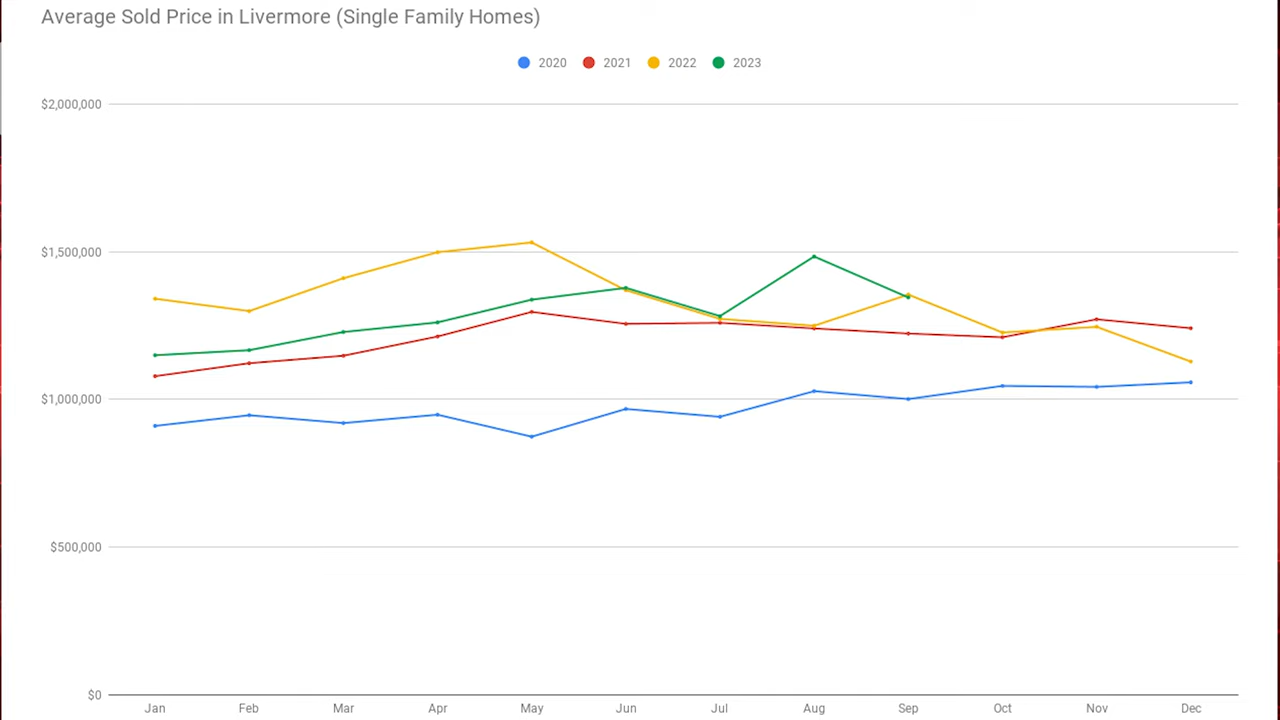 Average Sold Price in Livermore (Single Family Homes)
2020 2021 2022 2023
$2,000,000
$1,500,000
$1,000,000
$500,000
$0
Jan Feb Mar Apr May Jun Jul Aug Sep Oct Nov Dec